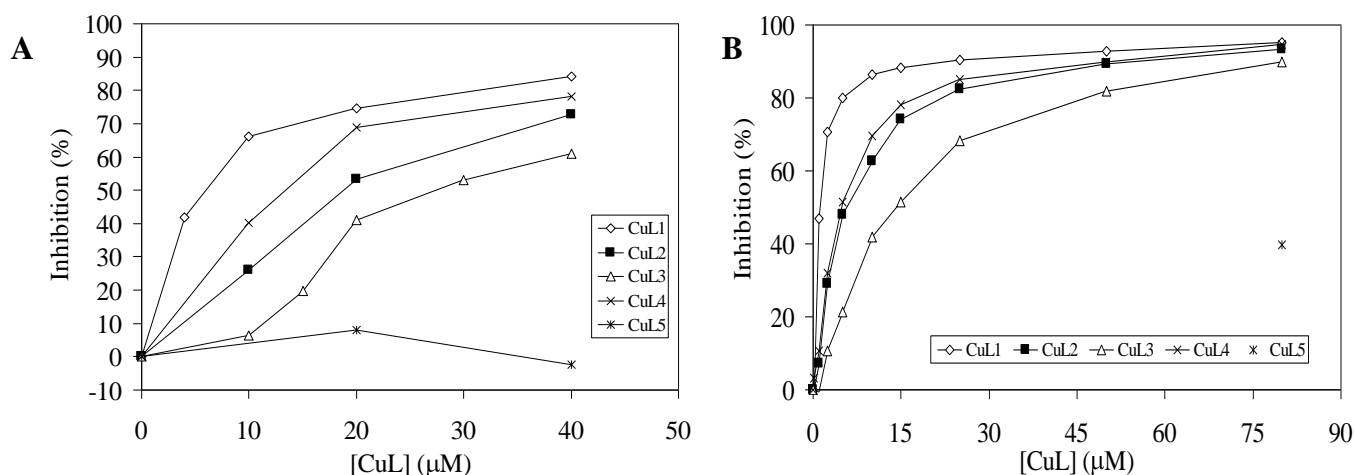 A
Inhibition (%)
100
90
80
70
60
50
40
30
20
10
0
-10
0 10 20 30 40 50
[CuL] (μM)
CuL1
CuL2
CuL3
CuL4
CuL5
B
Inhibition (%)
100
80
60
40
20
0
CuL1 CuL2 CuL3 CuL4 CuL5
0 15 30 45 60 75 90
[CuL] (μM)